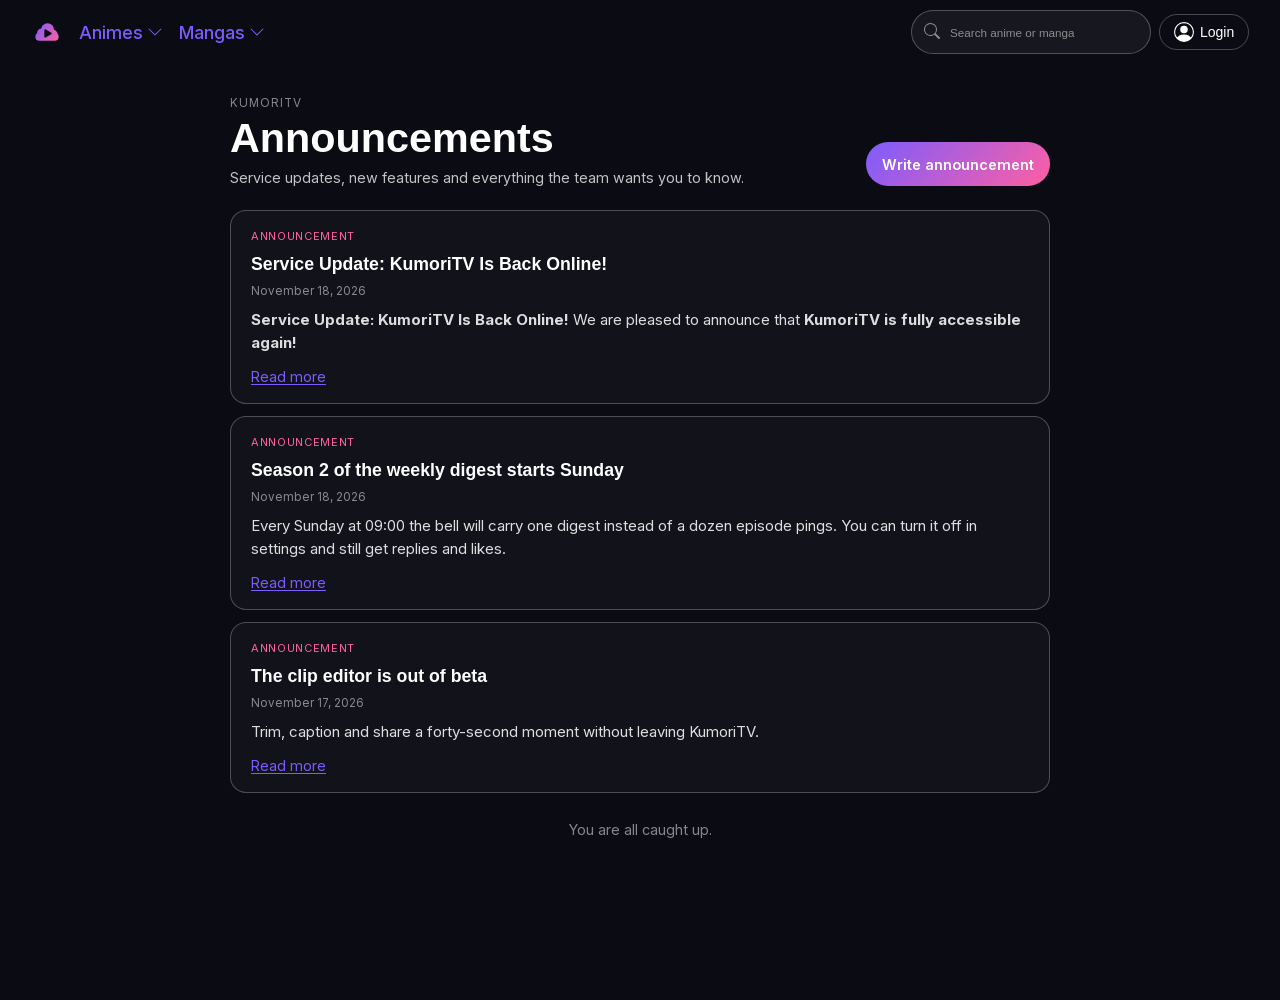 Animes
Mangas
Search anime or manga
Login
KUMORITV
Announcements
Service updates, new features and everything the team wants you to know.
Write announcement
ANNOUNCEMENT
Service Update: KumoriTV Is Back Online!
November 18, 2026
Service Update: KumoriTV Is Back Online! We are pleased to announce that KumoriTV is fully accessible
again!
Read more
ANNOUNCEMENT
Season 2 of the weekly digest starts Sunday
November 18, 2026
Every Sunday at 09:00 the bell will carry one digest instead of a dozen episode pings. You can turn it off in
settings and still get replies and likes.
Read more
ANNOUNCEMENT
The clip editor is out of beta
November 17, 2026
Trim, caption and share a forty-second moment without leaving KumoriTV.
Read more
You are all caught up.